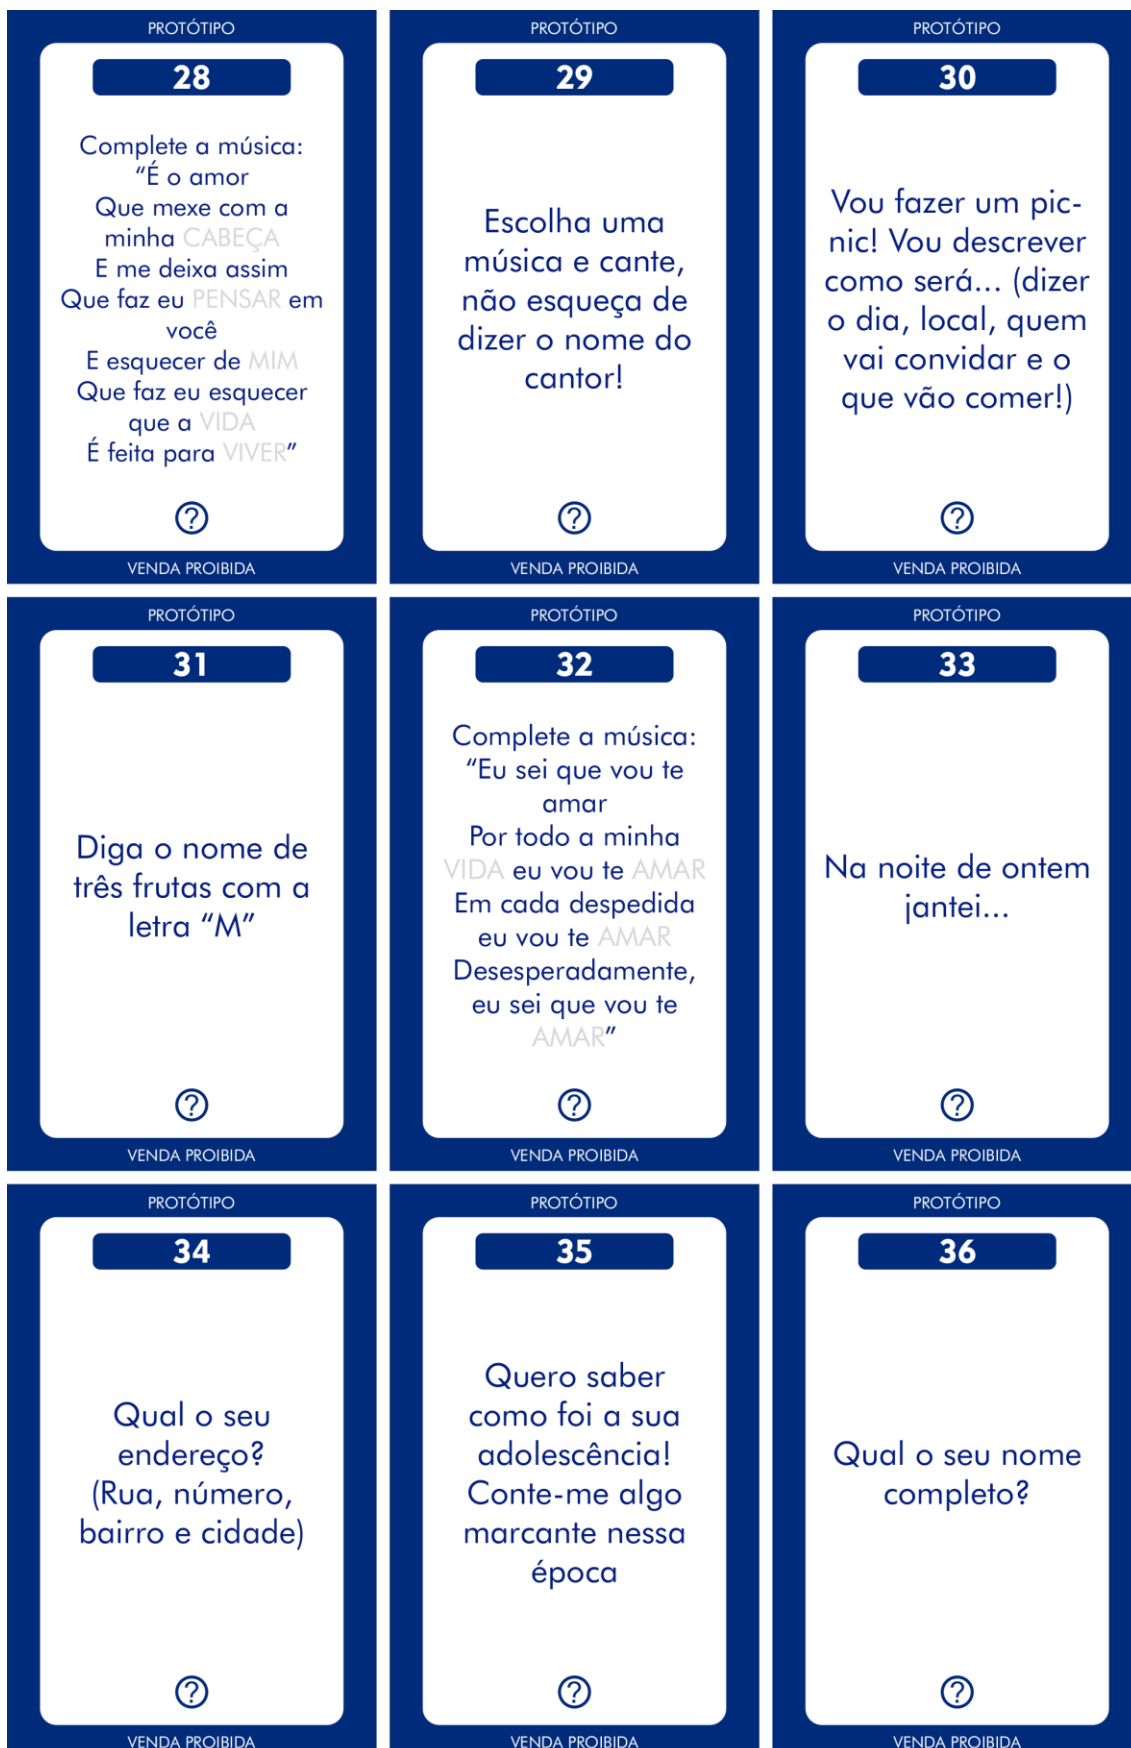 PROTÓTIPO
28
Complete a música:
“É o amor
Que mexe com a
minha CABEÇA
E me deixa assim
Que faz eu PENSAR em
você
E esquecer de MIM
Que faz eu esquecer
que a VIDA
É feita para VIVER”
?
VENDA PROIBIDA
PROTÓTIPO
29
Escolha uma
música e cante,
não esqueça de
dizer o nome do
cantor!
?
VENDA PROIBIDA
PROTÓTIPO
30
Vou fazer um pic-
nic! Vou descrever
como será... (dizer
o dia, local, quem
vai convidar e o
que vão comer!)
?
VENDA PROIBIDA
PROTÓTIPO
31
Diga o nome de
três frutas com a
letra “M”
?
VENDA PROIBIDA
PROTÓTIPO
32
Complete a música:
“Eu sei que vou te
amar
Por todo a minha
VIDA eu vou te AMAR
Em cada despedida
eu vou te AMAR
Desesperadamente,
eu sei que vou te
AMAR”
?
VENDA PROIBIDA
PROTÓTIPO
33
Na noite de ontem
jantei...
?
VENDA PROIBIDA
PROTÓTIPO
34
Qual o seu
endereço?
(Rua, número,
bairro e cidade)
?
VENDA PROIBIDA
PROTÓTIPO
35
Quero saber
como foi a sua
adolescência!
Conte-me algo
marcante nessa
época
?
VENDA PROIBIDA
PROTÓTIPO
36
Qual o seu nome
completo?
?
VENDA PROIBIDA